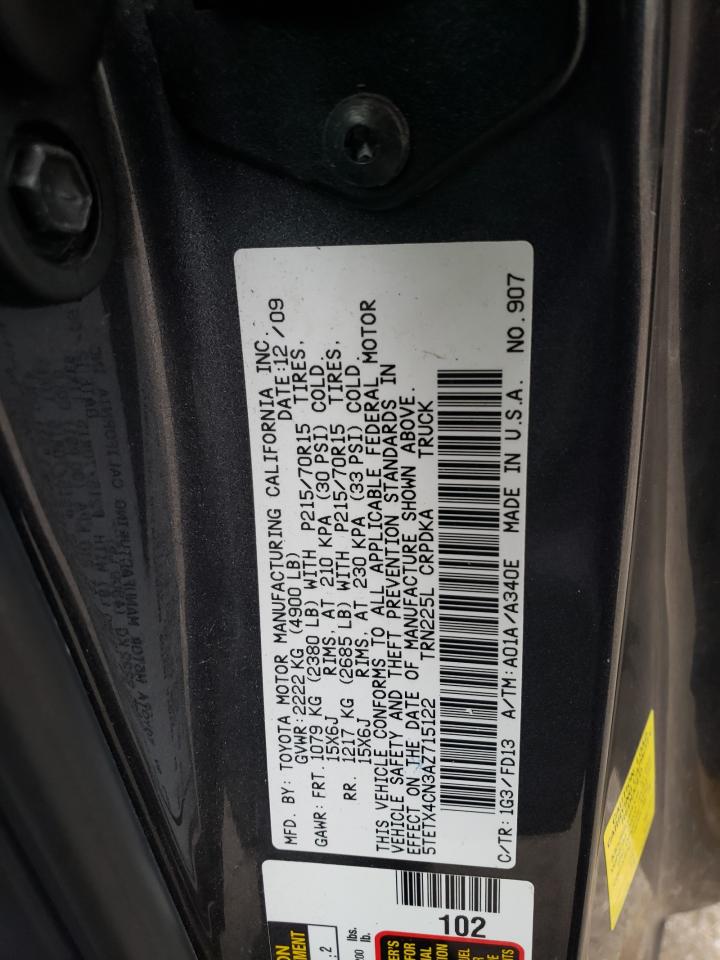 MFD. BY: TOYOTA MOTOR MANUFACTURING CALIFORNIA INC.
GVWR: 2222 KG (4900 LB) DATE: 12/09
GAWR: FRT. 1079 KG (2380 LB) WITH P215/70R15 TIRES,
15X6J RIMS, AT 210 KPA (30 PSI) COLD.
RR. 1217 KG (2685 LB) WITH P215/70R15 TIRES,
15X6J RIMS, AT 230 KPA (33 PSI) COLD.
THIS VEHICLE CONFORMS TO ALL APPLICABLE FEDERAL MOTOR
VEHICLE SAFETY AND THEFT PREVENTION STANDARDS IN
EFFECT ON THE DATE OF MANUFACTURE SHOWN ABOVE.
5TETX4CN3AZ715122 TRN225L CRPDKA TRUCK
C/TR: 1G3/FD13 A/TM: A01A/A340E MADE IN U.S.A. NO. 907
102
lbs.
lb.